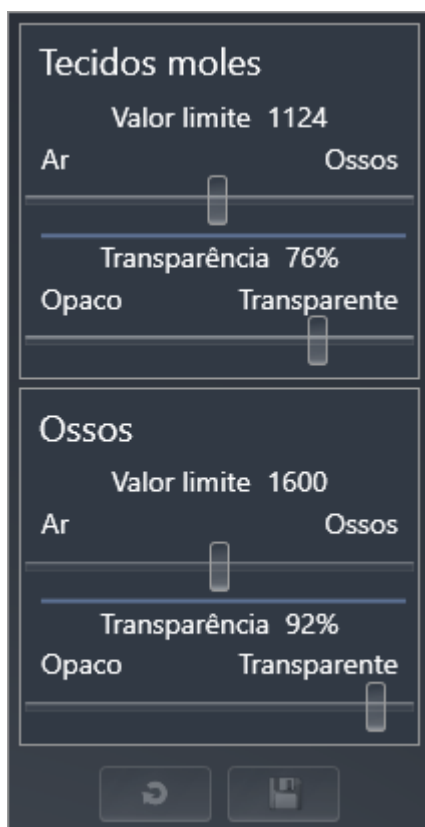 Tecidos moles
Valor limite 1124
Ar Ossos
Transparência 76%
Opaco Transparente
Ossos
Valor limite 1600
Ar Ossos
Transparência 92%
Opaco Transparente